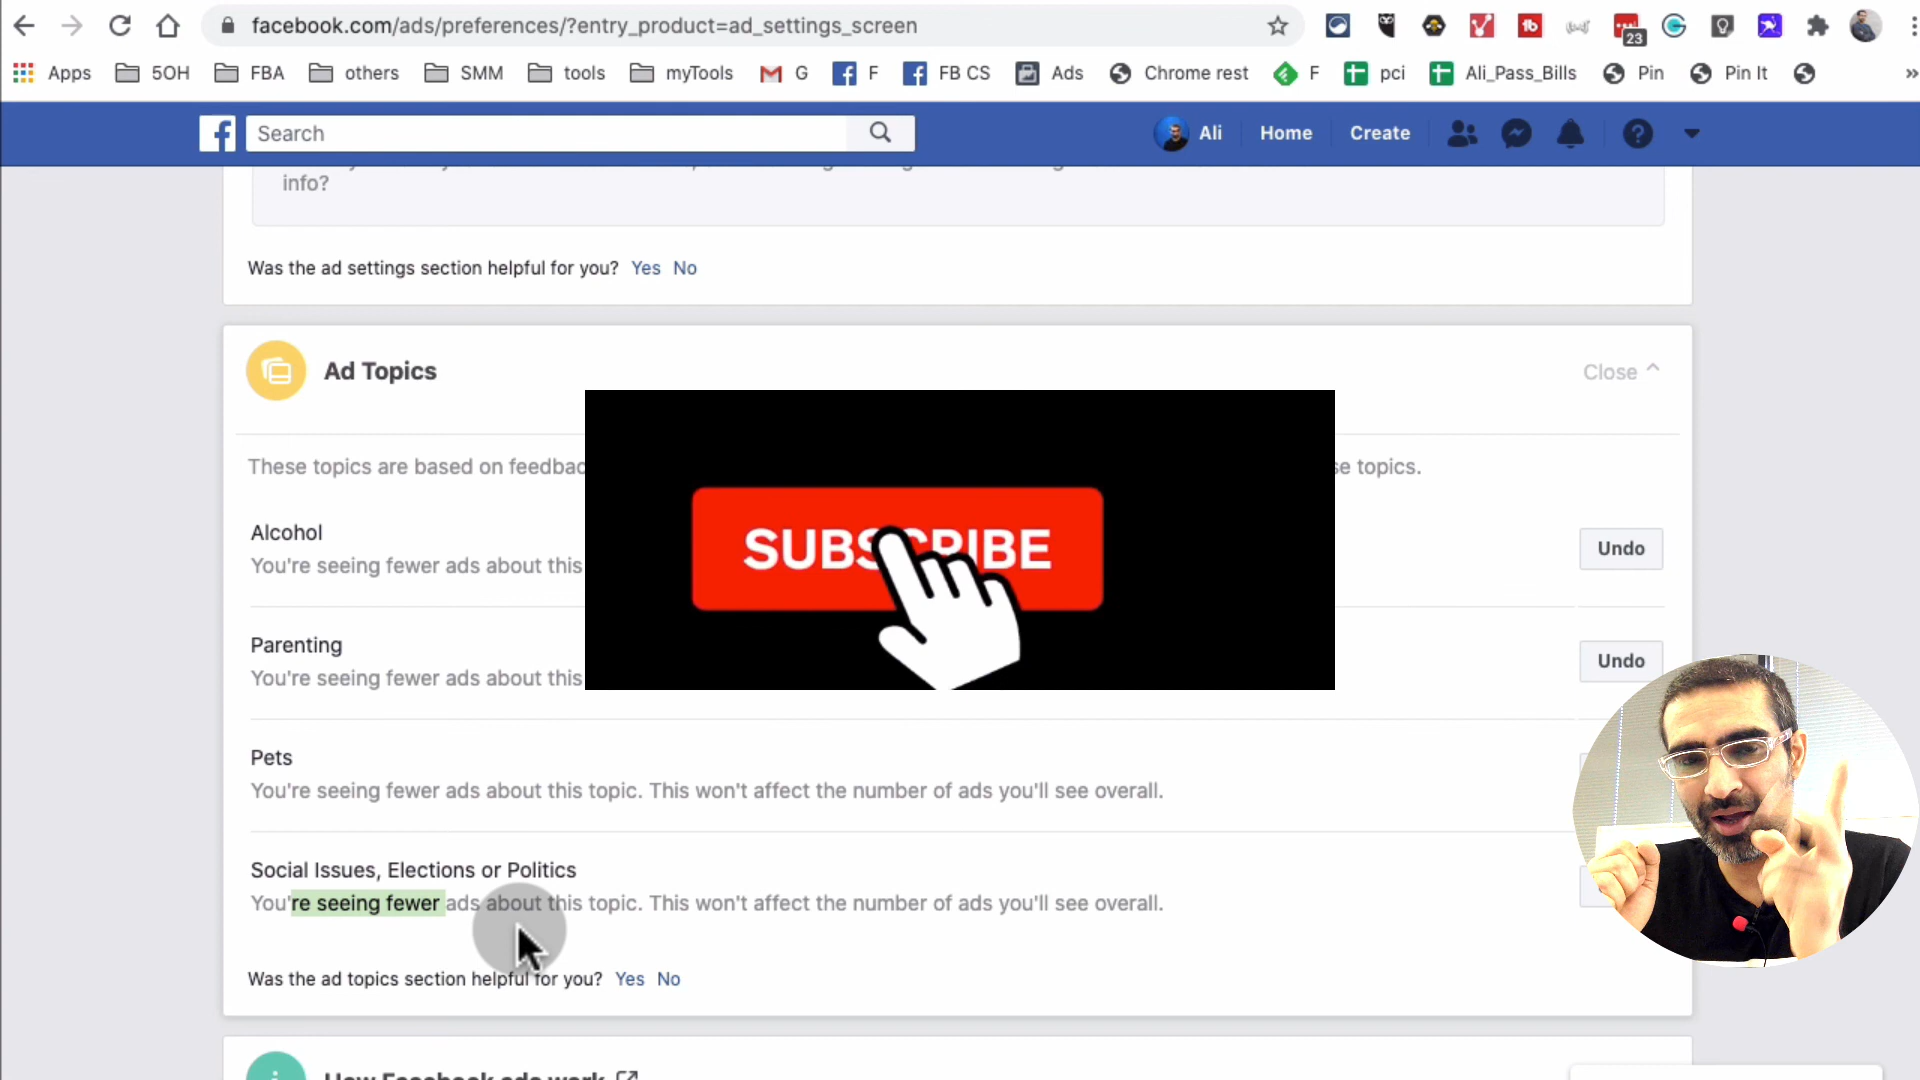 facebook.com/ads/preferences/?entry_product=ad_settings_screen
23
Apps 5OH FBA others SMM tools myTools G F FB CS Ads Chrome rest F pci Ali_Pass_Bills Pin Pin It »
Search Ali Home Create
info?
Was the ad settings section helpful for you? Yes No
Ad Topics Close
These topics are based on feedbac se topics.
Alcohol
You're seeing fewer ads about this
Undo
SUBSCRIBE
Parenting
You're seeing fewer ads about this
Undo
Pets
You're seeing fewer ads about this topic. This won't affect the number of ads you'll see overall.
Social Issues, Elections or Politics
You're seeing fewer ads about this topic. This won't affect the number of ads you'll see overall.
Was the ad topics section helpful for you? Yes No
How Facebook ads work